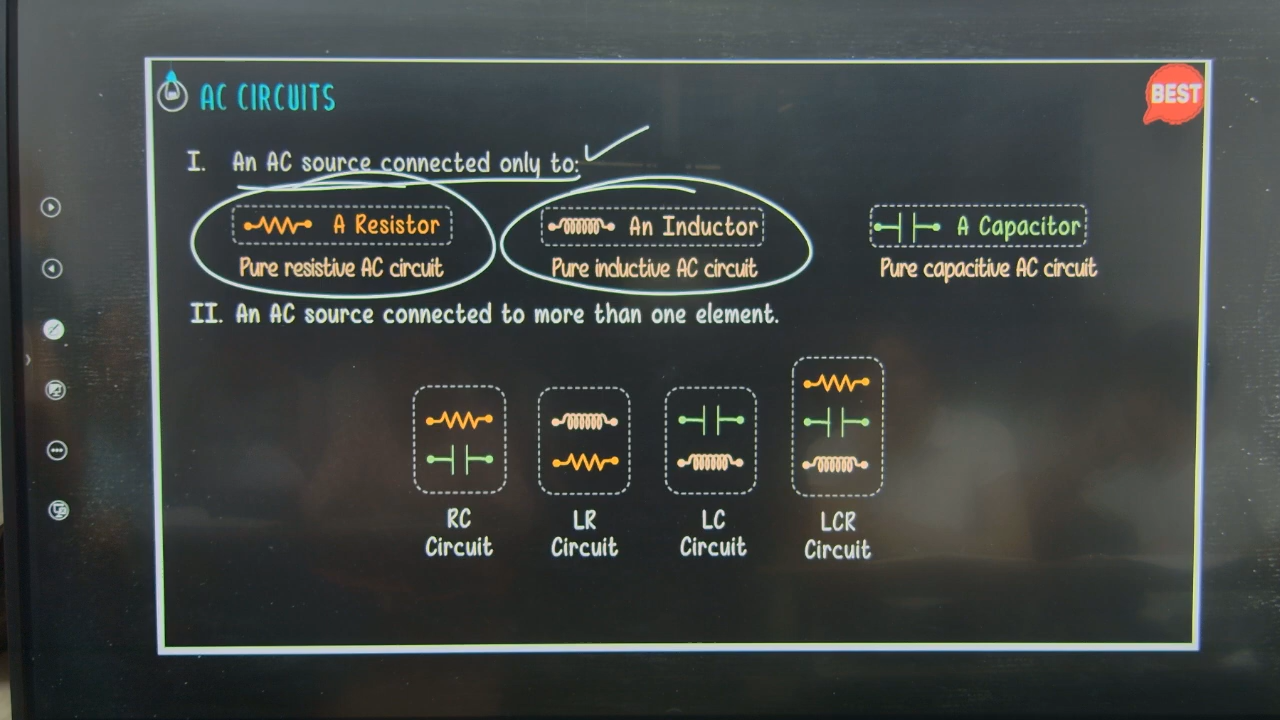 AC CIRCUITS
BEST
I. An AC source connected only to:
A Resistor
An Inductor
A Capacitor
Pure resistive AC circuit
Pure inductive AC circuit
Pure capacitive AC circuit
II. An AC source connected to more than one element.
RC
Circuit
LR
Circuit
LC
Circuit
LCR
Circuit